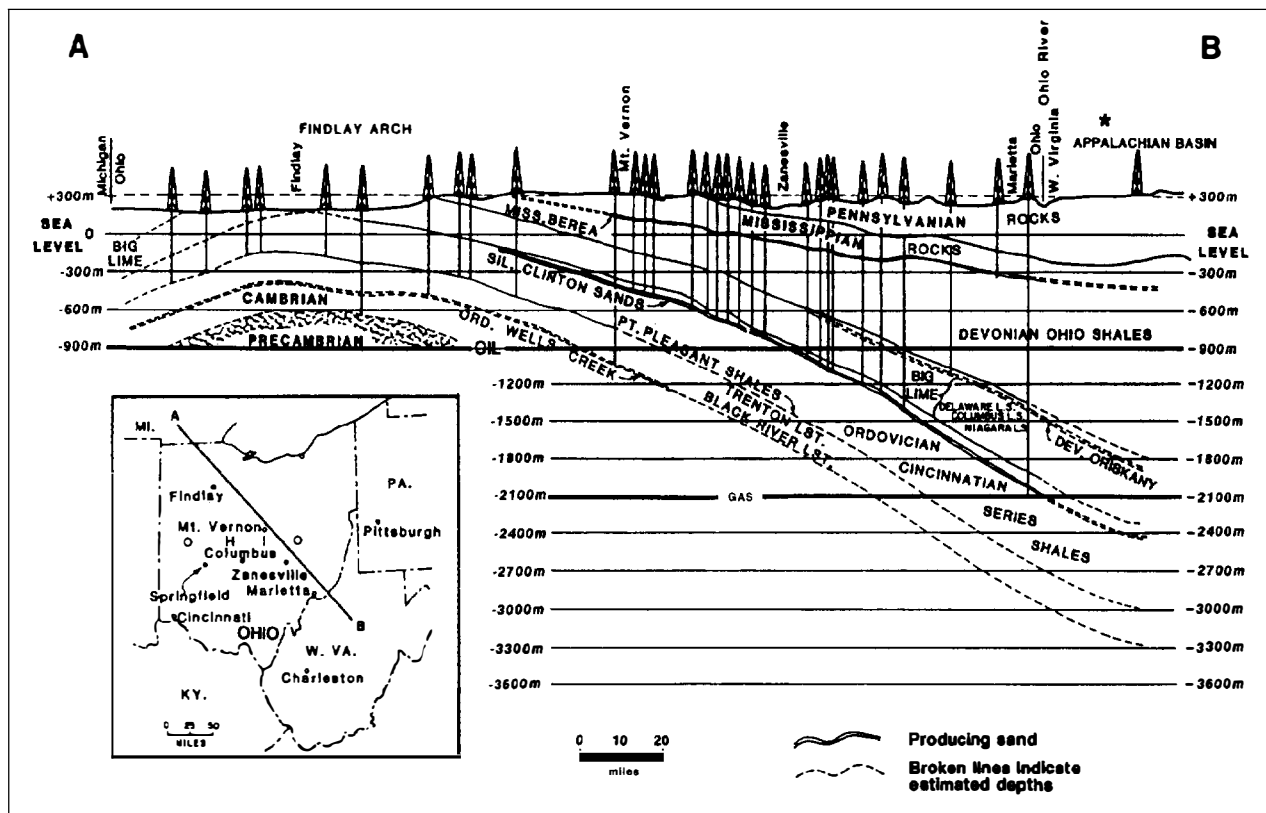 A
B
Michigan
Ohio
FINDLAY ARCH
Findlay
Mt. Vernon
Zanesville
Marietta
Ohio
Ohio River
W. Virginia
*
APPALACHIAN BASIN
+300m
SEA
LEVEL
0
-300m
-600m
-900m
+300m
SEA
LEVEL
0
-300m
-600m
-900m
-1200m
-1500m
-1800m
-2100m
-2400m
-2700m
-3000m
-3300m
-3600m
-1200m
-1500m
-1800m
-2100m
-2400m
-2700m
-3000m
-3300m
-3600m
BIG
LIME
MISS. BEREA
MISSISSIPPIAN
ROCKS
PENNSYLVANIAN
ROCKS
SIL. CLINTON SANDS
CAMBRIAN
PRECAMBRIAN
OIL
ORD. WELLS
CREEK
PT. PLEASANT SHALES
TRENTON LST.
BLACK RIVER LST.
DEVONIAN OHIO SHALES
BIG
LIME
DELAWARE L.S.
COLUMBUS L.S.
NIAGARA L.S.
DEV. ORISKANY
ORDOVICIAN
CINCINNATIAN
SERIES
SHALES
GAS
A
MI.
Findlay
PA.
Mt. Vernon
O H I O
Pittsburgh
Columbus
Zanesville
Marietta
Springfield
Cincinnati
B
OHIO
W. VA.
Charleston
KY.
0 25 50
MILES
0 10 20
miles
Producing sand
Broken lines indicate
estimated depths